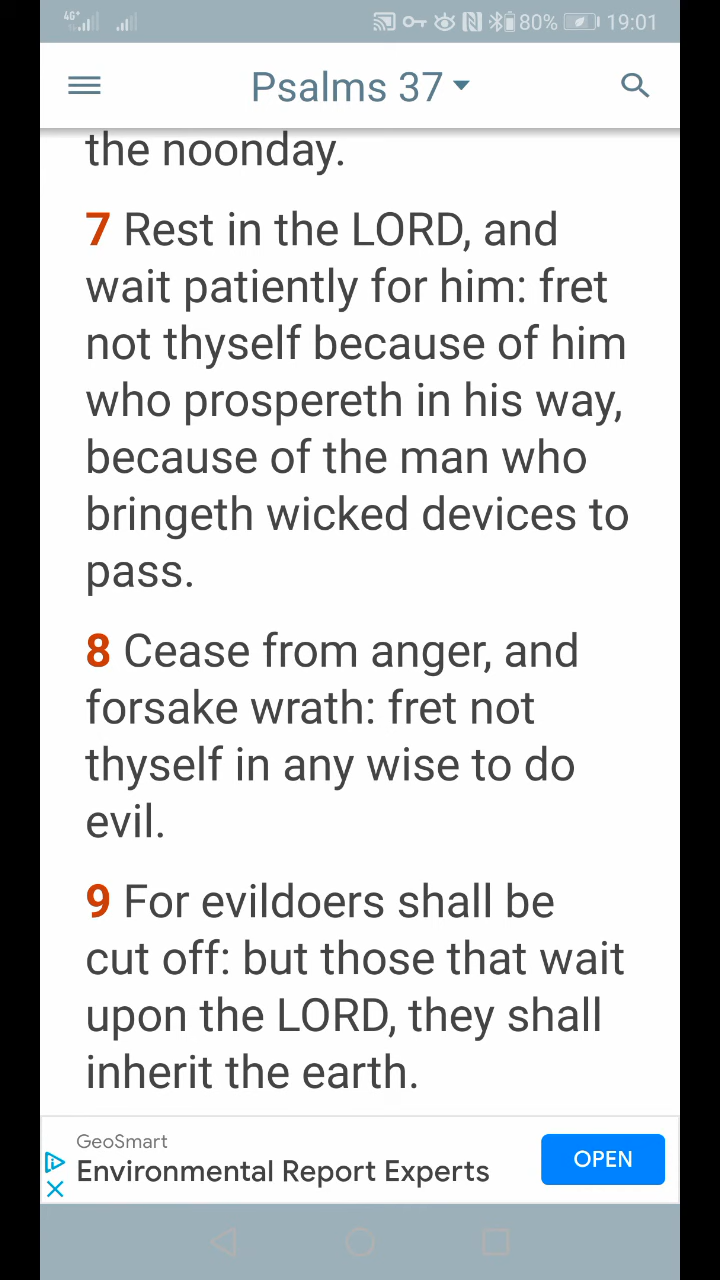 4G+
80% 19:01
Psalms 37
the noonday.
7 Rest in the LORD, and
wait patiently for him: fret
not thyself because of him
who prospereth in his way,
because of the man who
bringeth wicked devices to
pass.
8 Cease from anger, and
forsake wrath: fret not
thyself in any wise to do
evil.
9 For evildoers shall be
cut off: but those that wait
upon the LORD, they shall
inherit the earth.
GeoSmart
Environmental Report Experts
OPEN